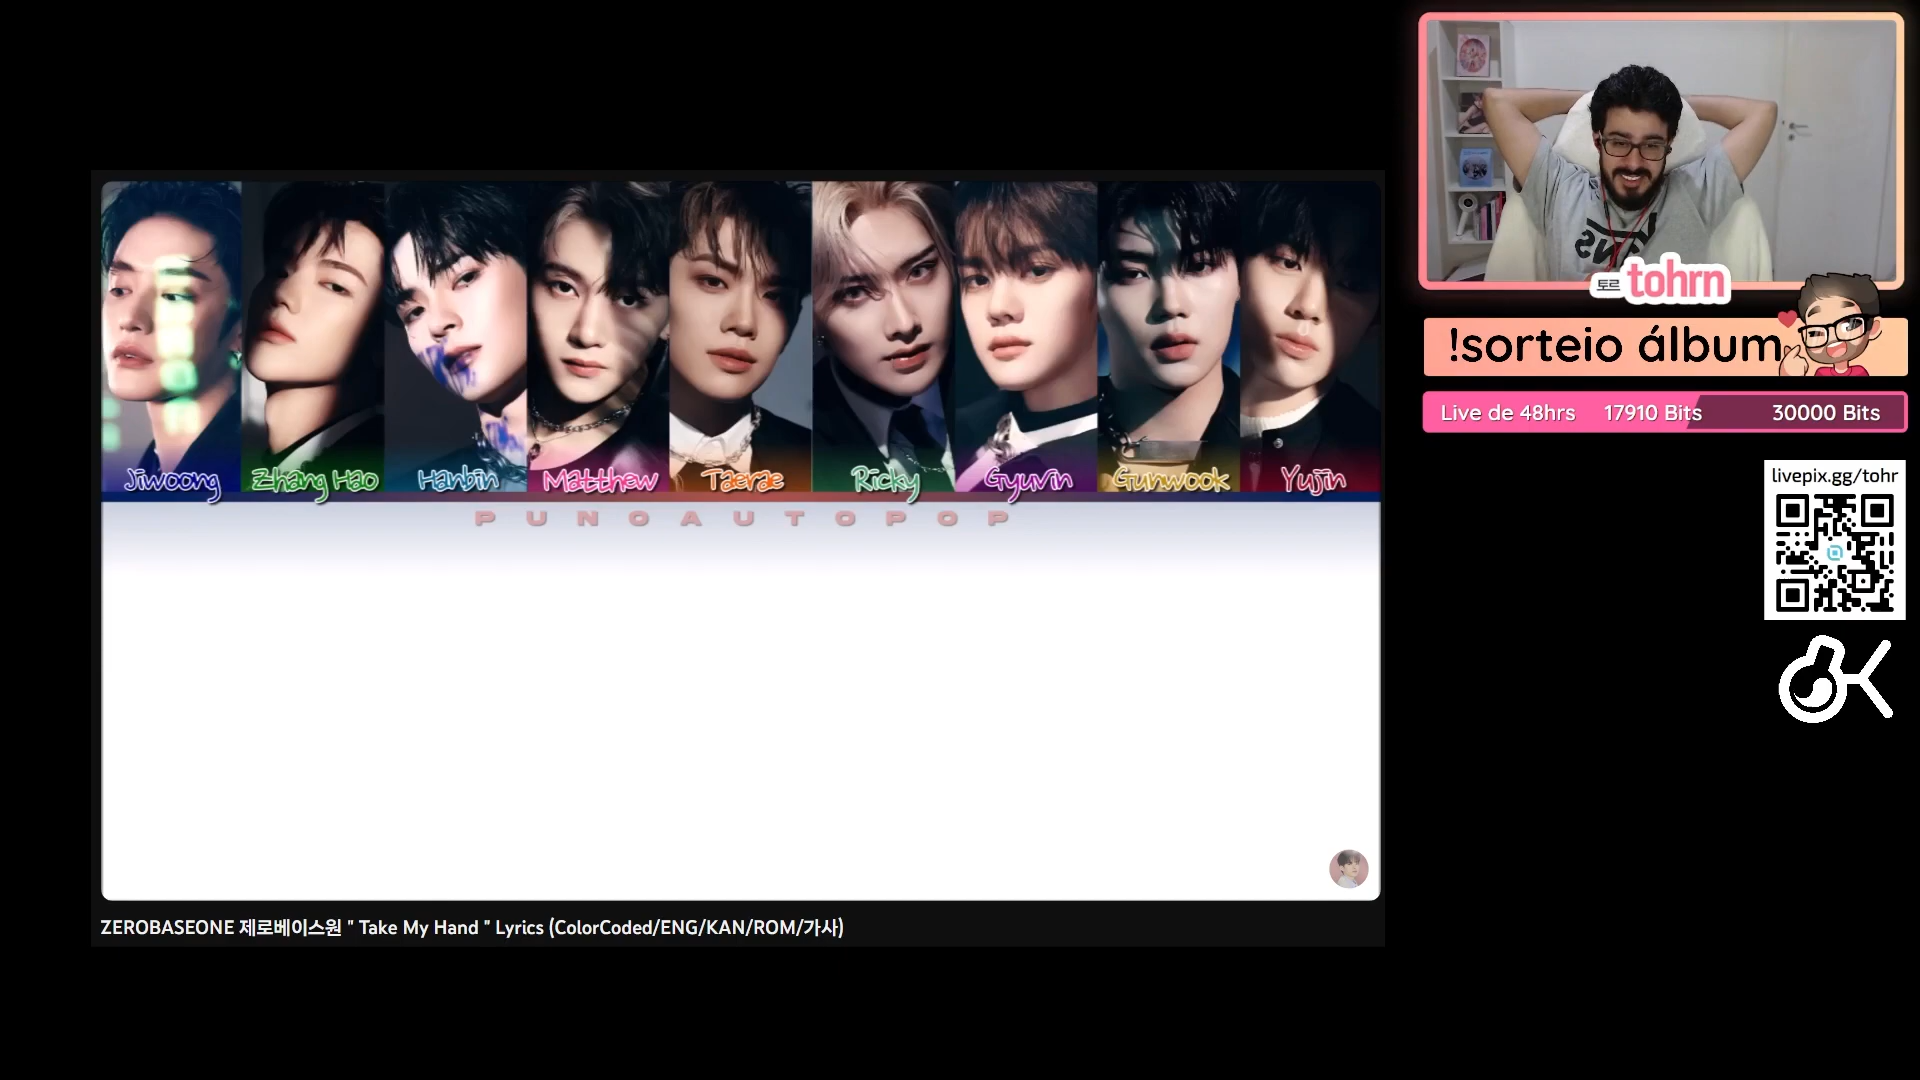 Jiwoong Zhang Hao Hanbin Matthew Taerae Ricky Gyuvin Gunwook Yujin
PUNOAUTOPOP
ZEROBASEONE 제로베이스원 " Take My Hand " Lyrics (ColorCoded/ENG/KAN/ROM/가사)
토르 tohrn
!sorteio álbum
Live de 48hrs 17910 Bits 30000 Bits
livepix.gg/tohr